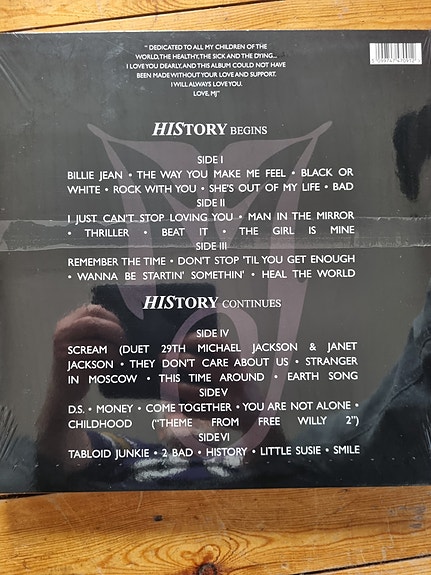 " DEDICATED TO ALL MY CHILDREN OF THE
WORLD, THE HEALTHY, THE SICK AND THE DYING...
I LOVE YOU DEARLY, AND THIS ALBUM COULD NOT HAVE
BEEN MADE WITHOUT YOUR LOVE AND SUPPORT.
I WILL ALWAYS LOVE YOU.
LOVE, MJ"
HISTORY BEGINS
SIDE I
BILLIE JEAN • THE WAY YOU MAKE ME FEEL • BLACK OR
WHITE • ROCK WITH YOU • SHE'S OUT OF MY LIFE • BAD
SIDE II
I JUST CAN'T STOP LOVING YOU • MAN IN THE MIRROR
• THRILLER • BEAT IT • THE GIRL IS MINE
SIDE III
REMEMBER THE TIME • DON'T STOP 'TIL YOU GET ENOUGH
• WANNA BE STARTIN' SOMETHIN' • HEAL THE WORLD
HISTORY CONTINUES
SIDE IV
SCREAM (DUET 29TH MICHAEL JACKSON & JANET
JACKSON • THEY DON'T CARE ABOUT US • STRANGER
IN MOSCOW • THIS TIME AROUND • EARTH SONG
SIDE V
D.S. • MONEY • COME TOGETHER • YOU ARE NOT ALONE •
CHILDHOOD ("THEME FROM FREE WILLY 2")
SIDE VI
TABLOID JUNKIE • 2 BAD • HISTORY • LITTLE SUSIE • SMILE